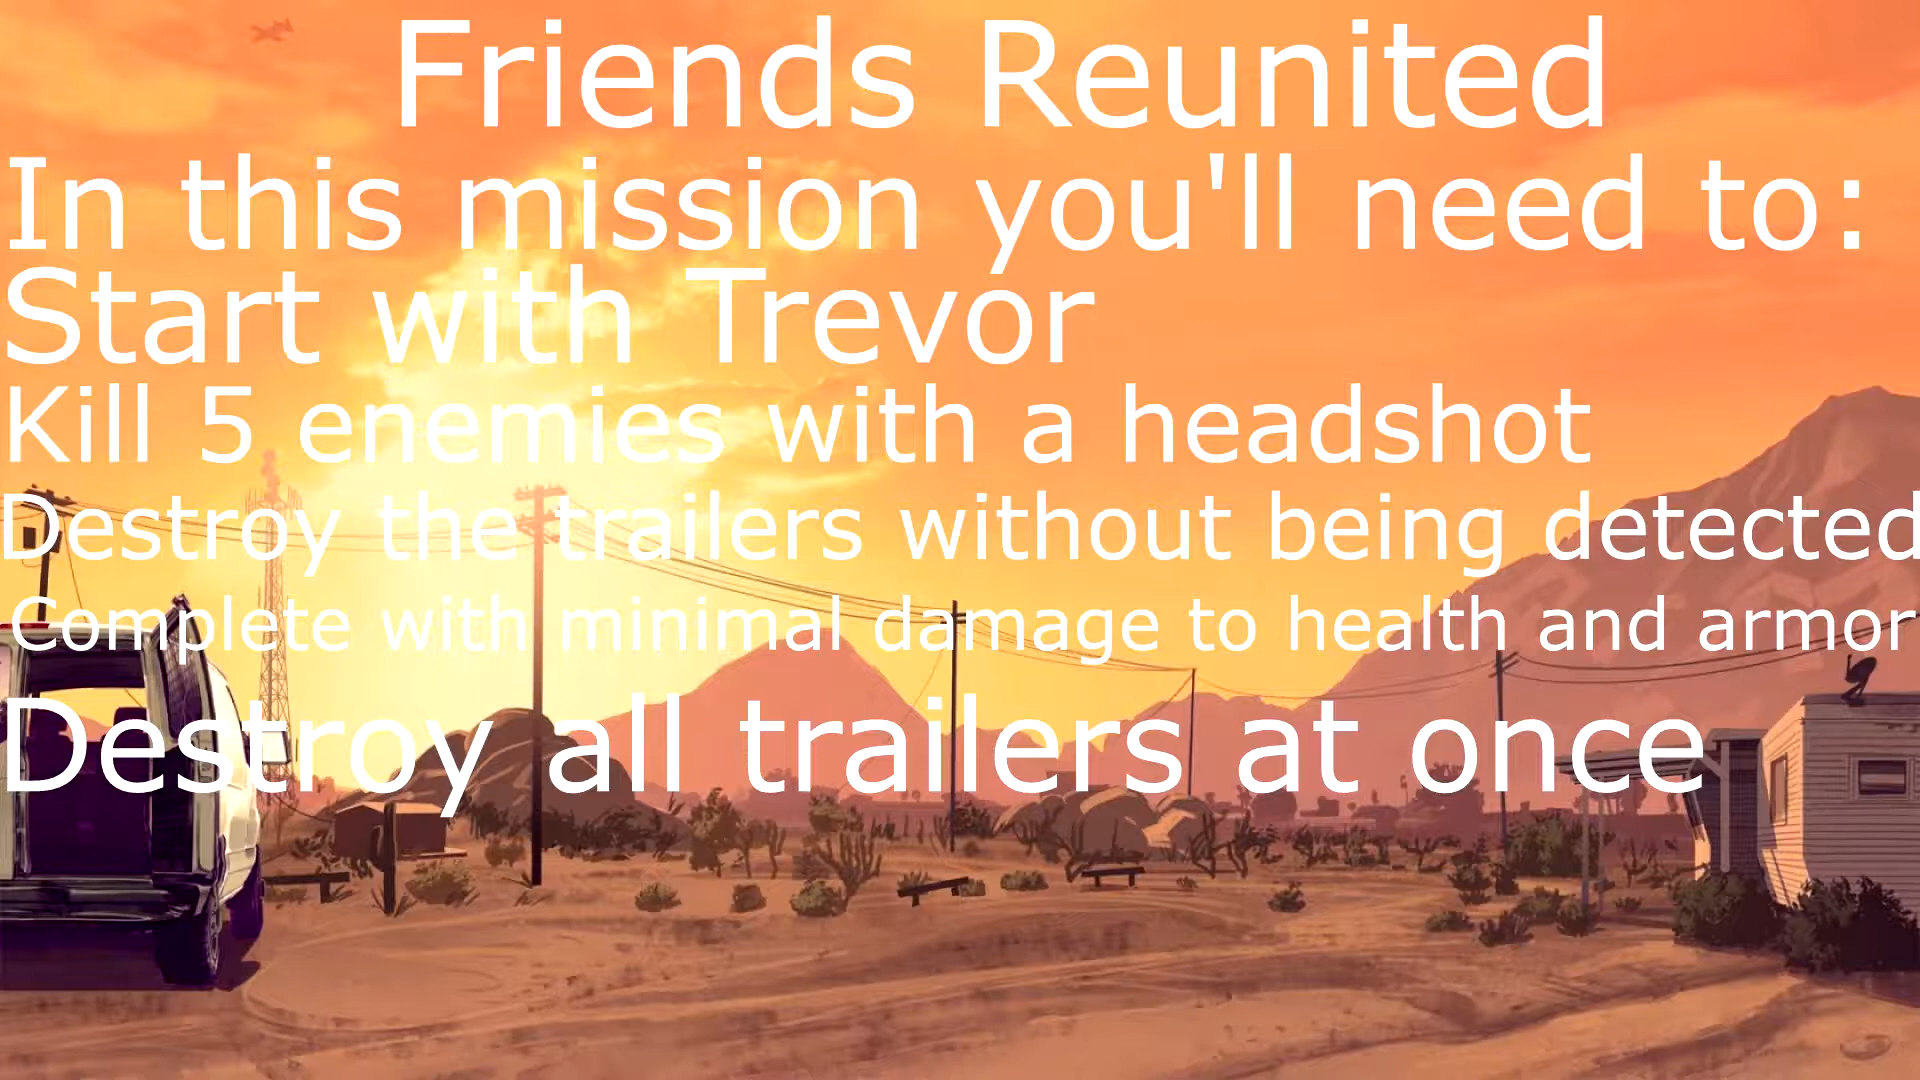 Friends Reunited
In this mission you'll need to:
Start with Trevor
Kill 5 enemies with a headshot
Destroy the trailers without being detected
Complete with minimal damage to health and armor
Destroy all trailers at once